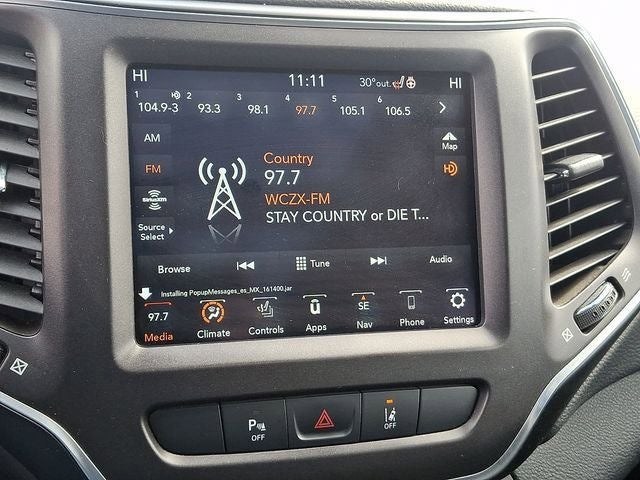 HI 11:11 30°out. HI
1 2 3 4 5 6
104.9-3 93.3 98.1 97.7 105.1 106.5
AM
FM
SiriusXM
Source
Select
Country
97.7
WCZX-FM
STAY COUNTRY or DIE T...
Map
HD
Browse Tune Audio
Installing PopupMessages_es_MX_161400.jar
97.7 SE
Media Climate Controls Apps Nav Phone Settings
P OFF
OFF